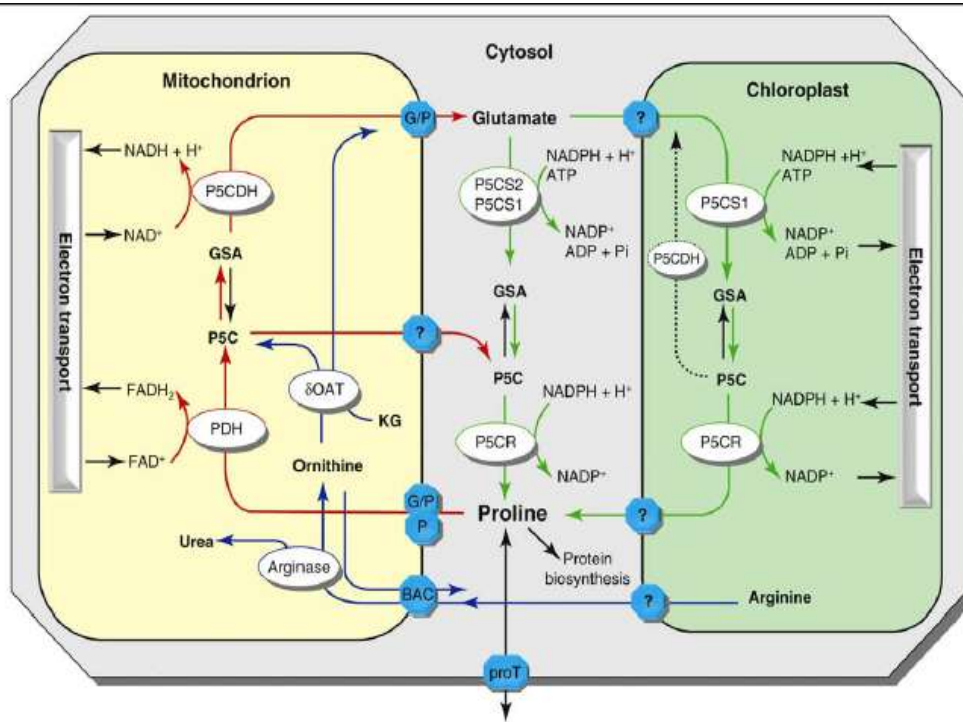 Cytosol
Mitochondrion
Chloroplast
G/P
Glutamate
?
NADH + H⁺
P5CDH
NAD⁺
GSA
P5C
Electron transport
FADH₂
PDH
FAD⁺
δOAT
KG
Ornithine
Urea
Arginase
?
G/P
P
BAC
P5CS2
P5CS1
NADPH + H⁺
ATP
NADP⁺
ADP + Pi
GSA
P5C
P5CR
NADPH + H⁺
NADP⁺
Proline
Protein
biosynthesis
proT
P5CDH
P5CS1
NADPH +H⁺
ATP
NADP⁺
ADP + Pi
GSA
P5C
P5CR
NADPH + H⁺
NADP⁺
Electron transport
?
?
Arginine